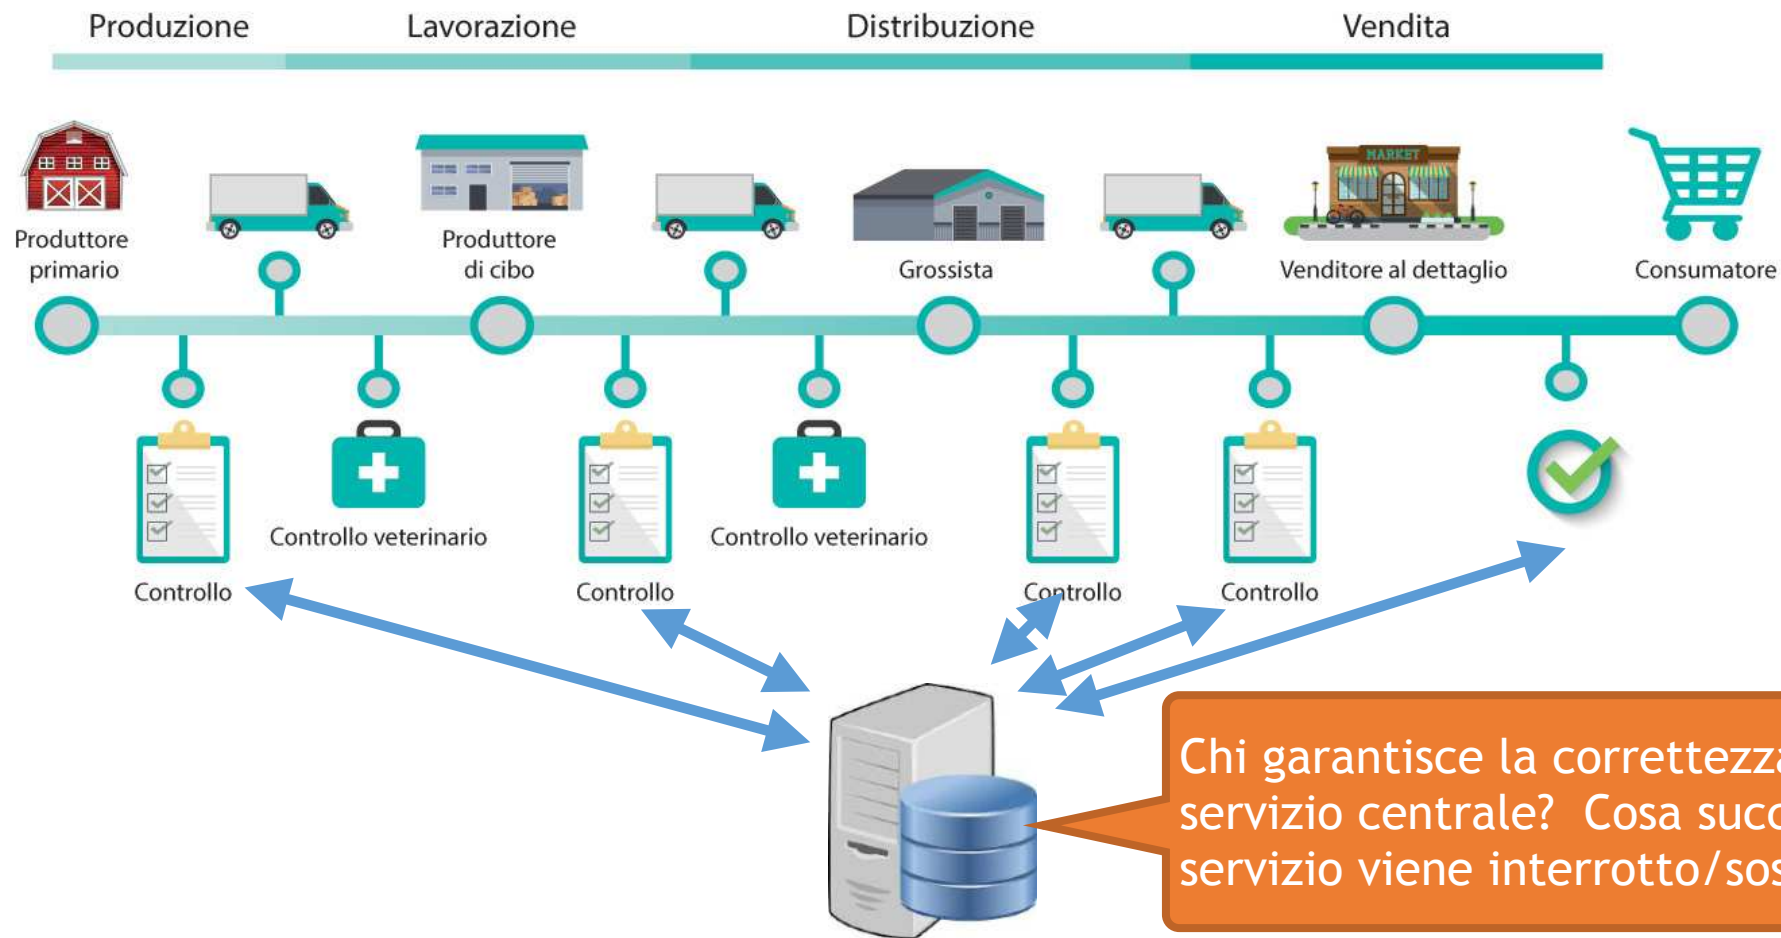 Produzione
Lavorazione
Distribuzione
Vendita
MARKET
Produttore
primario
Produttore
di cibo
Grossista
Venditore al dettaglio
Consumatore
Controllo veterinario
Controllo veterinario
Controllo
Controllo
Controllo
Controllo
Chi garantisce la correttezza
servizio centrale? Cosa succ
servizio viene interrotto/sos